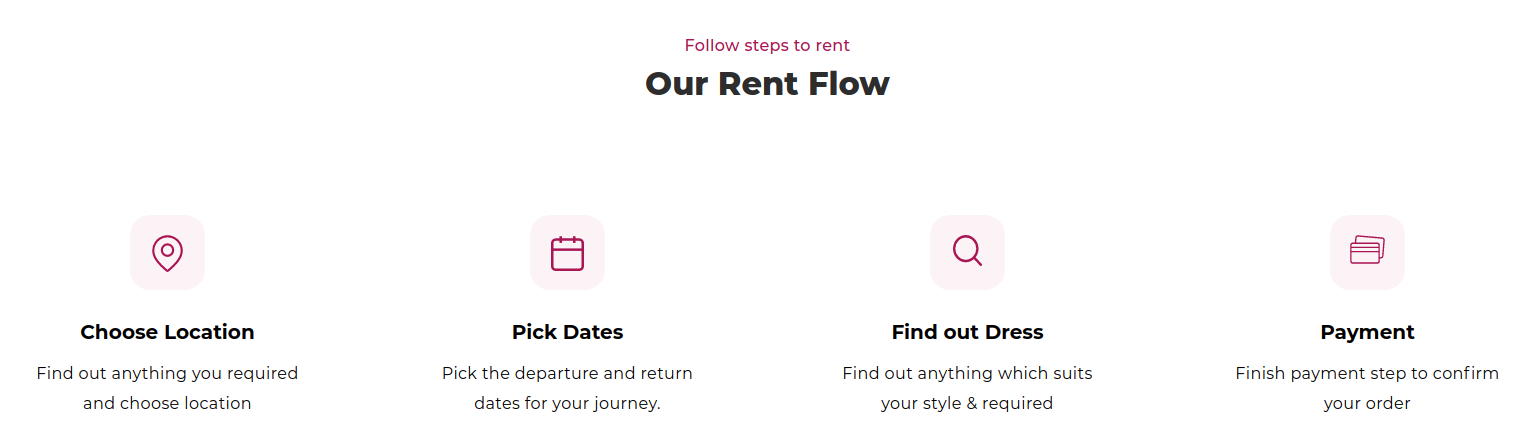 Follow steps to rent
Our Rent Flow
Choose Location
Find out anything you required
and choose location
Pick Dates
Pick the departure and return
dates for your journey.
Find out Dress
Find out anything which suits
your style & required
Payment
Finish payment step to confirm
your order